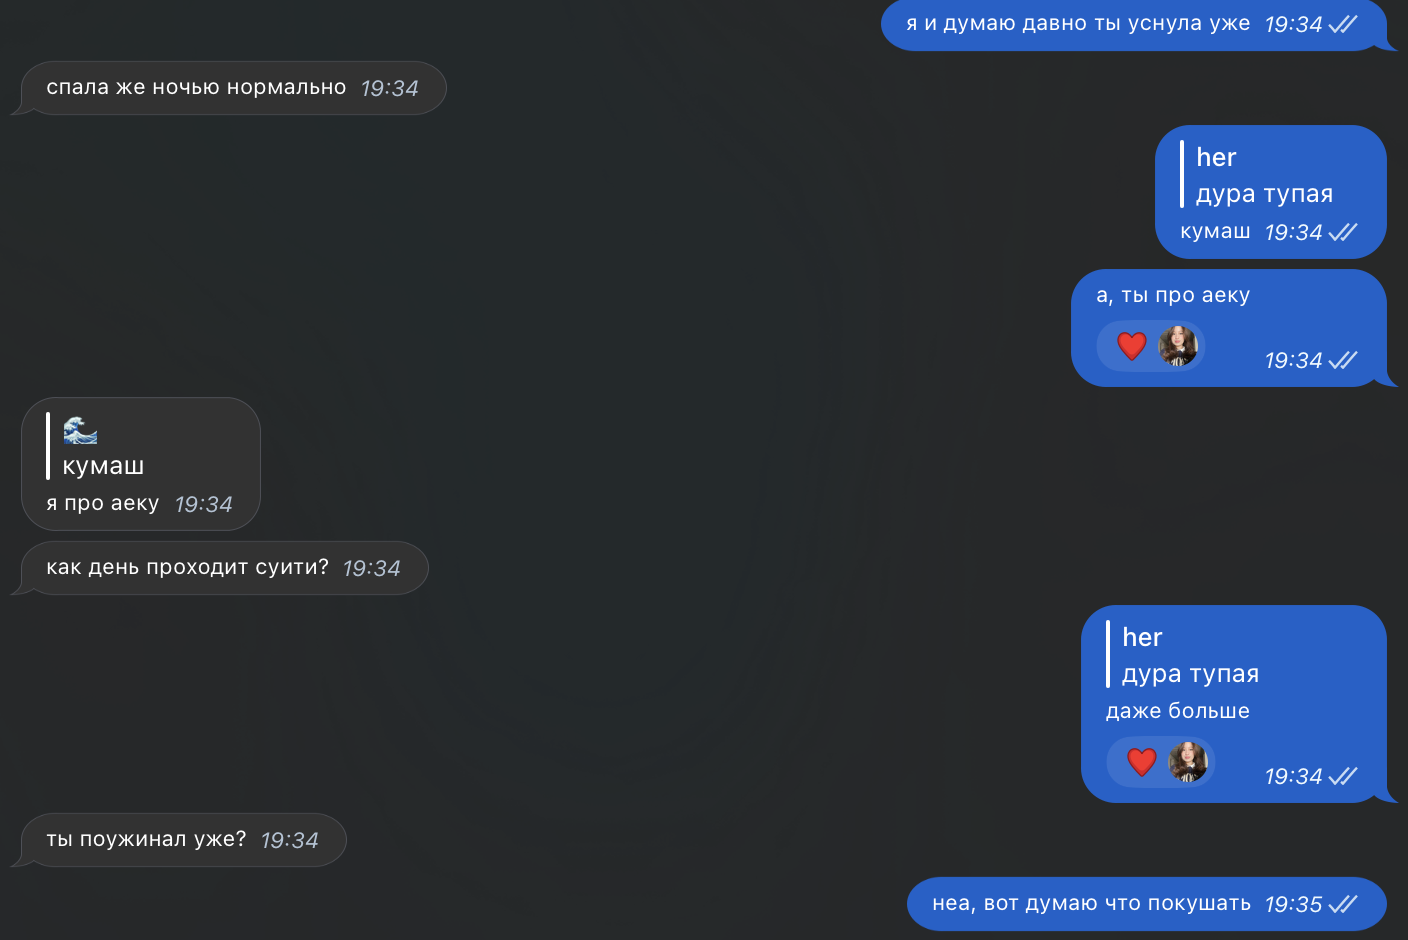 я и думаю давно ты уснула уже 19:34
спала же ночью нормально 19:34
her
дура тупая
кумаш 19:34
а, ты про аеку
19:34
кумаш
я про аеку 19:34
как день проходит суити? 19:34
her
дура тупая
даже больше
19:34
ты поужинал уже? 19:34
неа, вот думаю что покушать 19:35